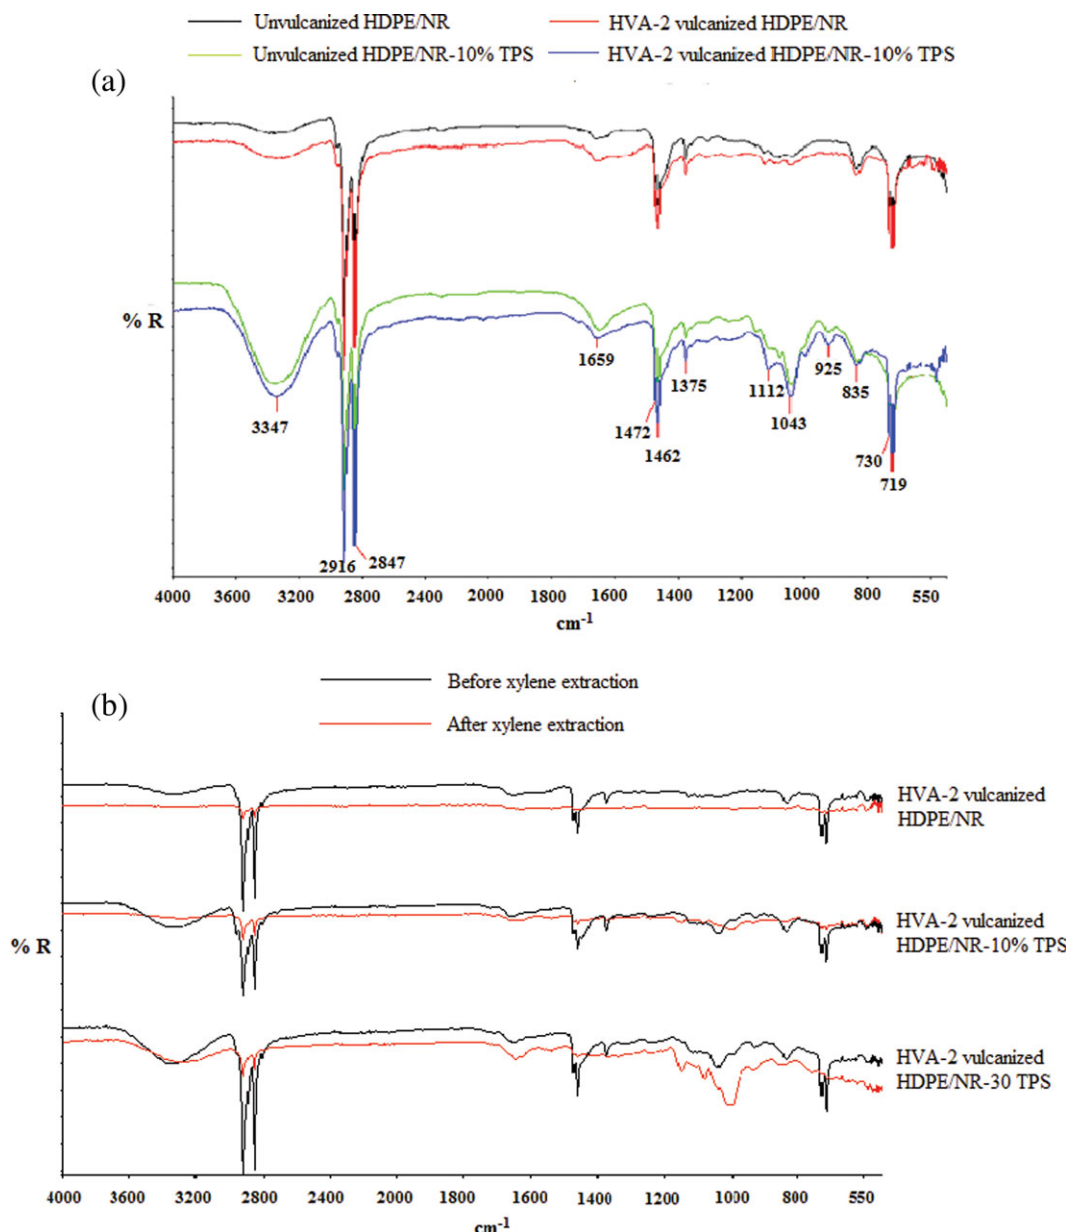 Unvulcanized HDPE/NR
HVA-2 vulcanized HDPE/NR
Unvulcanized HDPE/NR-10% TPS
HVA-2 vulcanized HDPE/NR-10% TPS
(a)
% R
3347
2916
2847
1659
1472
1462
1375
1112
1043
925
835
730
719
4000 3600 3200 2800 2400 2000 1800 1600 1400 1200 1000 800 550
cm-1
(b)
Before xylene extraction
After xylene extraction
HVA-2 vulcanized
HDPE/NR
HVA-2 vulcanized
HDPE/NR-10% TPS
% R
HVA-2 vulcanized
HDPE/NR-30 TPS
4000 3600 3200 2800 2400 2000 1600 1400 1200 1000 800 550
cm-1